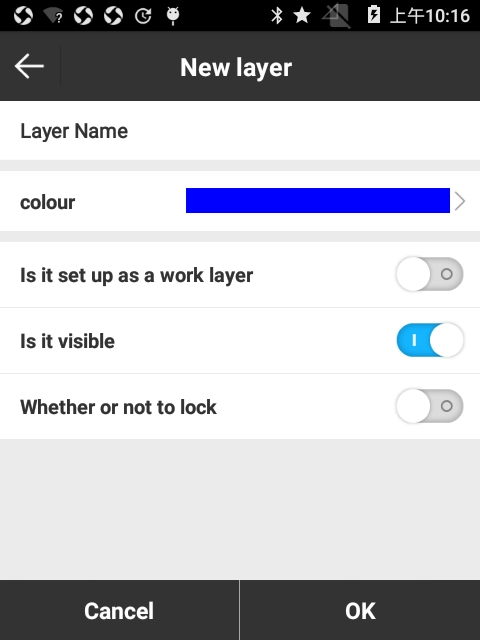 上午10:16
New layer
Layer Name
colour
Is it set up as a work layer
Is it visible
Whether or not to lock
Cancel
OK